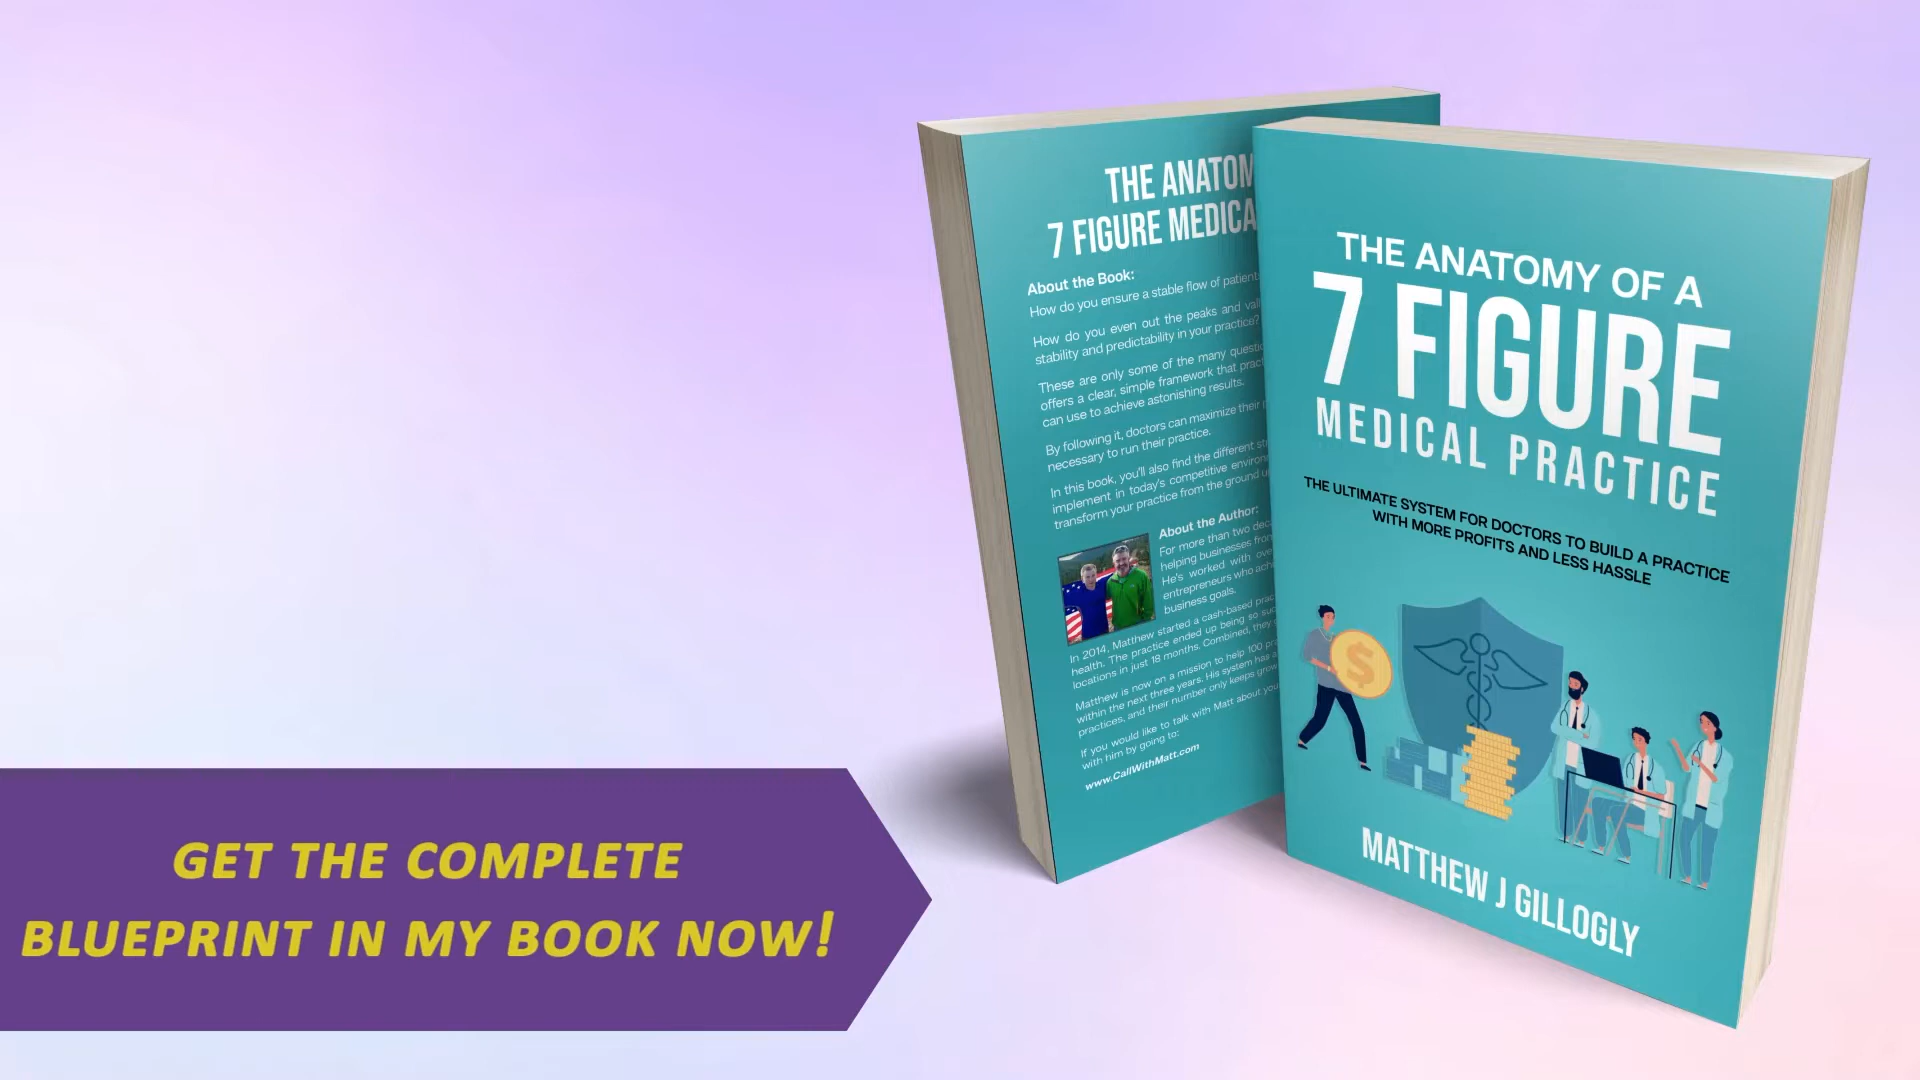 GET THE COMPLETE
BLUEPRINT IN MY BOOK NOW!
THE ANATOM
7 FIGURE MEDICA
About the Book:
How do you ensure a stable flow of patient
How do you even out the peaks and vall
stability and predictability in your practice?
These are only some of the many questi
offers a clear, simple framework that pract
can use to achieve astonishing results.
By following it, doctors can maximize their
necessary to run their practice.
In this book, you'll also find the different st
implement in today's competitive environ
transform your practice from the ground u
About the Author:
For more than two dec
helping businesses from
He's worked with ove
entrepreneurs who ach
business goals.
In 2014, Matthew started a cash-based prac
health. The practice ended up being so suc
locations in just 18 months. Combined, they
Matthew is now on a mission to help 100 pr
within the next three years. His system has a
practices, and their number only keeps grow
If you would like to talk with Matt about you
with him by going to:
www.CallWithMatt.com
THE ANATOMY OF A
7 FIGURE
MEDICAL PRACTICE
THE ULTIMATE SYSTEM FOR DOCTORS TO BUILD A PRACTICE
WITH MORE PROFITS AND LESS HASSLE
$
MATTHEW J GILLOGLY